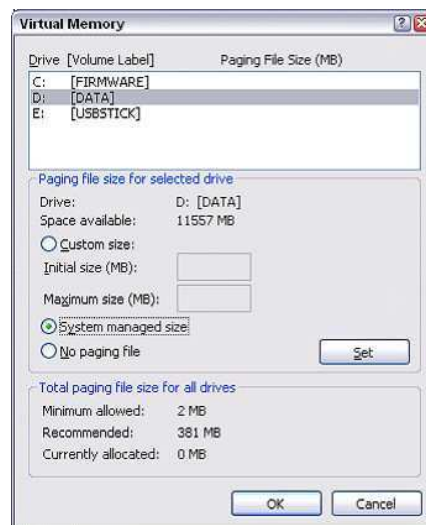 Virtual Memory
Drive [Volume Label] Paging File Size (MB)
C: [FIRMWARE]
D: [DATA]
E: [USBSTICK]
Paging file size for selected drive
Drive: D: [DATA]
Space available: 11557 MB
Custom size:
Initial size (MB):
Maximum size (MB):
System managed size
No paging file
Set
Total paging file size for all drives
Minimum allowed: 2 MB
Recommended: 381 MB
Currently allocated: 0 MB
OK Cancel